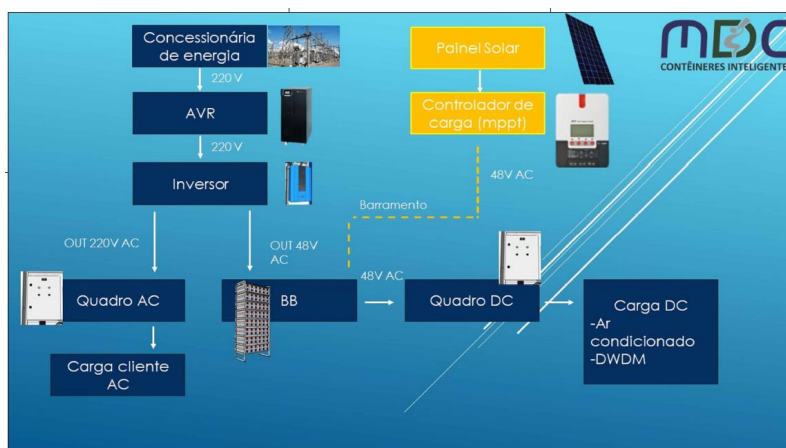 Concessionária
de energia
220 V
AVR
220 V
Inversor
OUT 220V AC
OUT 48V
AC
Quadro AC
Carga cliente
AC
BB
48V AC
Quadro DC
Carga DC
-Ar
condicionado
-DWDM
Painel Solar
Controlador de
carga (mppt)
48V AC
Barramento
MDC
CONTÊINERES INTELIGENTE